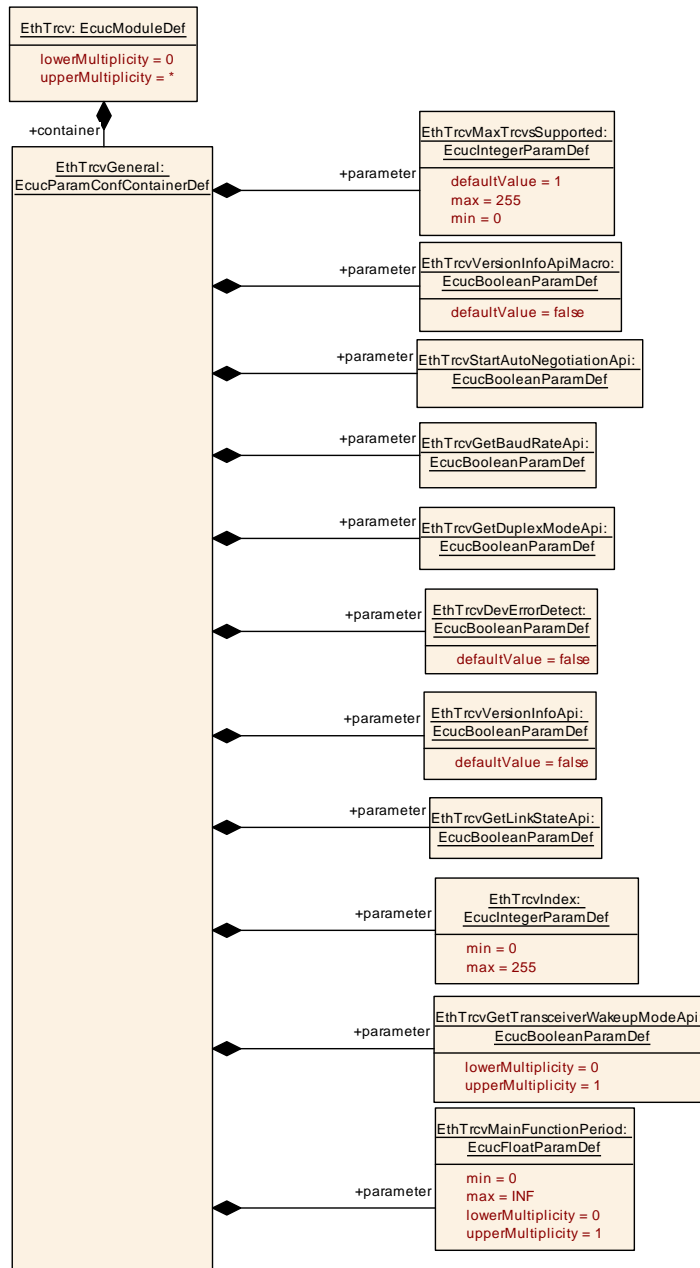 EthTrcv: EcucModuleDef
lowerMultiplicity = 0
upperMultiplicity = *
+container
EthTrcvGeneral:
EcucParamConfContainerDef
+parameter
EthTrcvMaxTrcvsSupported:
EcucIntegerParamDef
defaultValue = 1
max = 255
min = 0
+parameter
EthTrcvVersionInfoApiMacro:
EcucBooleanParamDef
defaultValue = false
+parameter
EthTrcvStartAutoNegotiationApi:
EcucBooleanParamDef
+parameter
EthTrcvGetBaudRateApi:
EcucBooleanParamDef
+parameter
EthTrcvGetDuplexModeApi:
EcucBooleanParamDef
+parameter
EthTrcvDevErrorDetect:
EcucBooleanParamDef
defaultValue = false
+parameter
EthTrcvVersionInfoApi:
EcucBooleanParamDef
defaultValue = false
+parameter
EthTrcvGetLinkStateApi:
EcucBooleanParamDef
+parameter
EthTrcvIndex:
EcucIntegerParamDef
min = 0
max = 255
+parameter
EthTrcvGetTransceiverWakeupModeApi
EcucBooleanParamDef
lowerMultiplicity = 0
upperMultiplicity = 1
+parameter
EthTrcvMainFunctionPeriod:
EcucFloatParamDef
min = 0
max = INF
lowerMultiplicity = 0
upperMultiplicity = 1